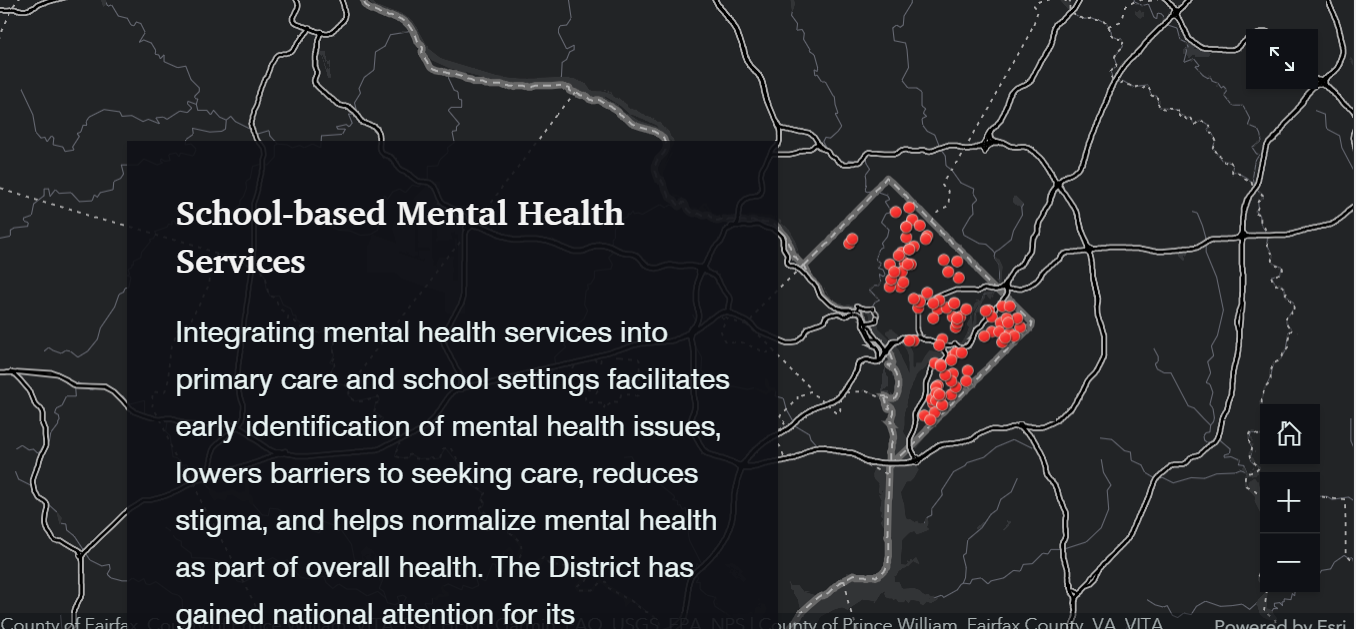 School-based Mental Health
Services
Integrating mental health services into
primary care and school settings facilitates
early identification of mental health issues,
lowers barriers to seeking care, reduces
stigma, and helps normalize mental health
as part of overall health. The District has
gained national attention for its
County of Fairfa USGS, EPA, NPS | County of Prince William, Fairfax County, VA, VITA
Powered by Esri